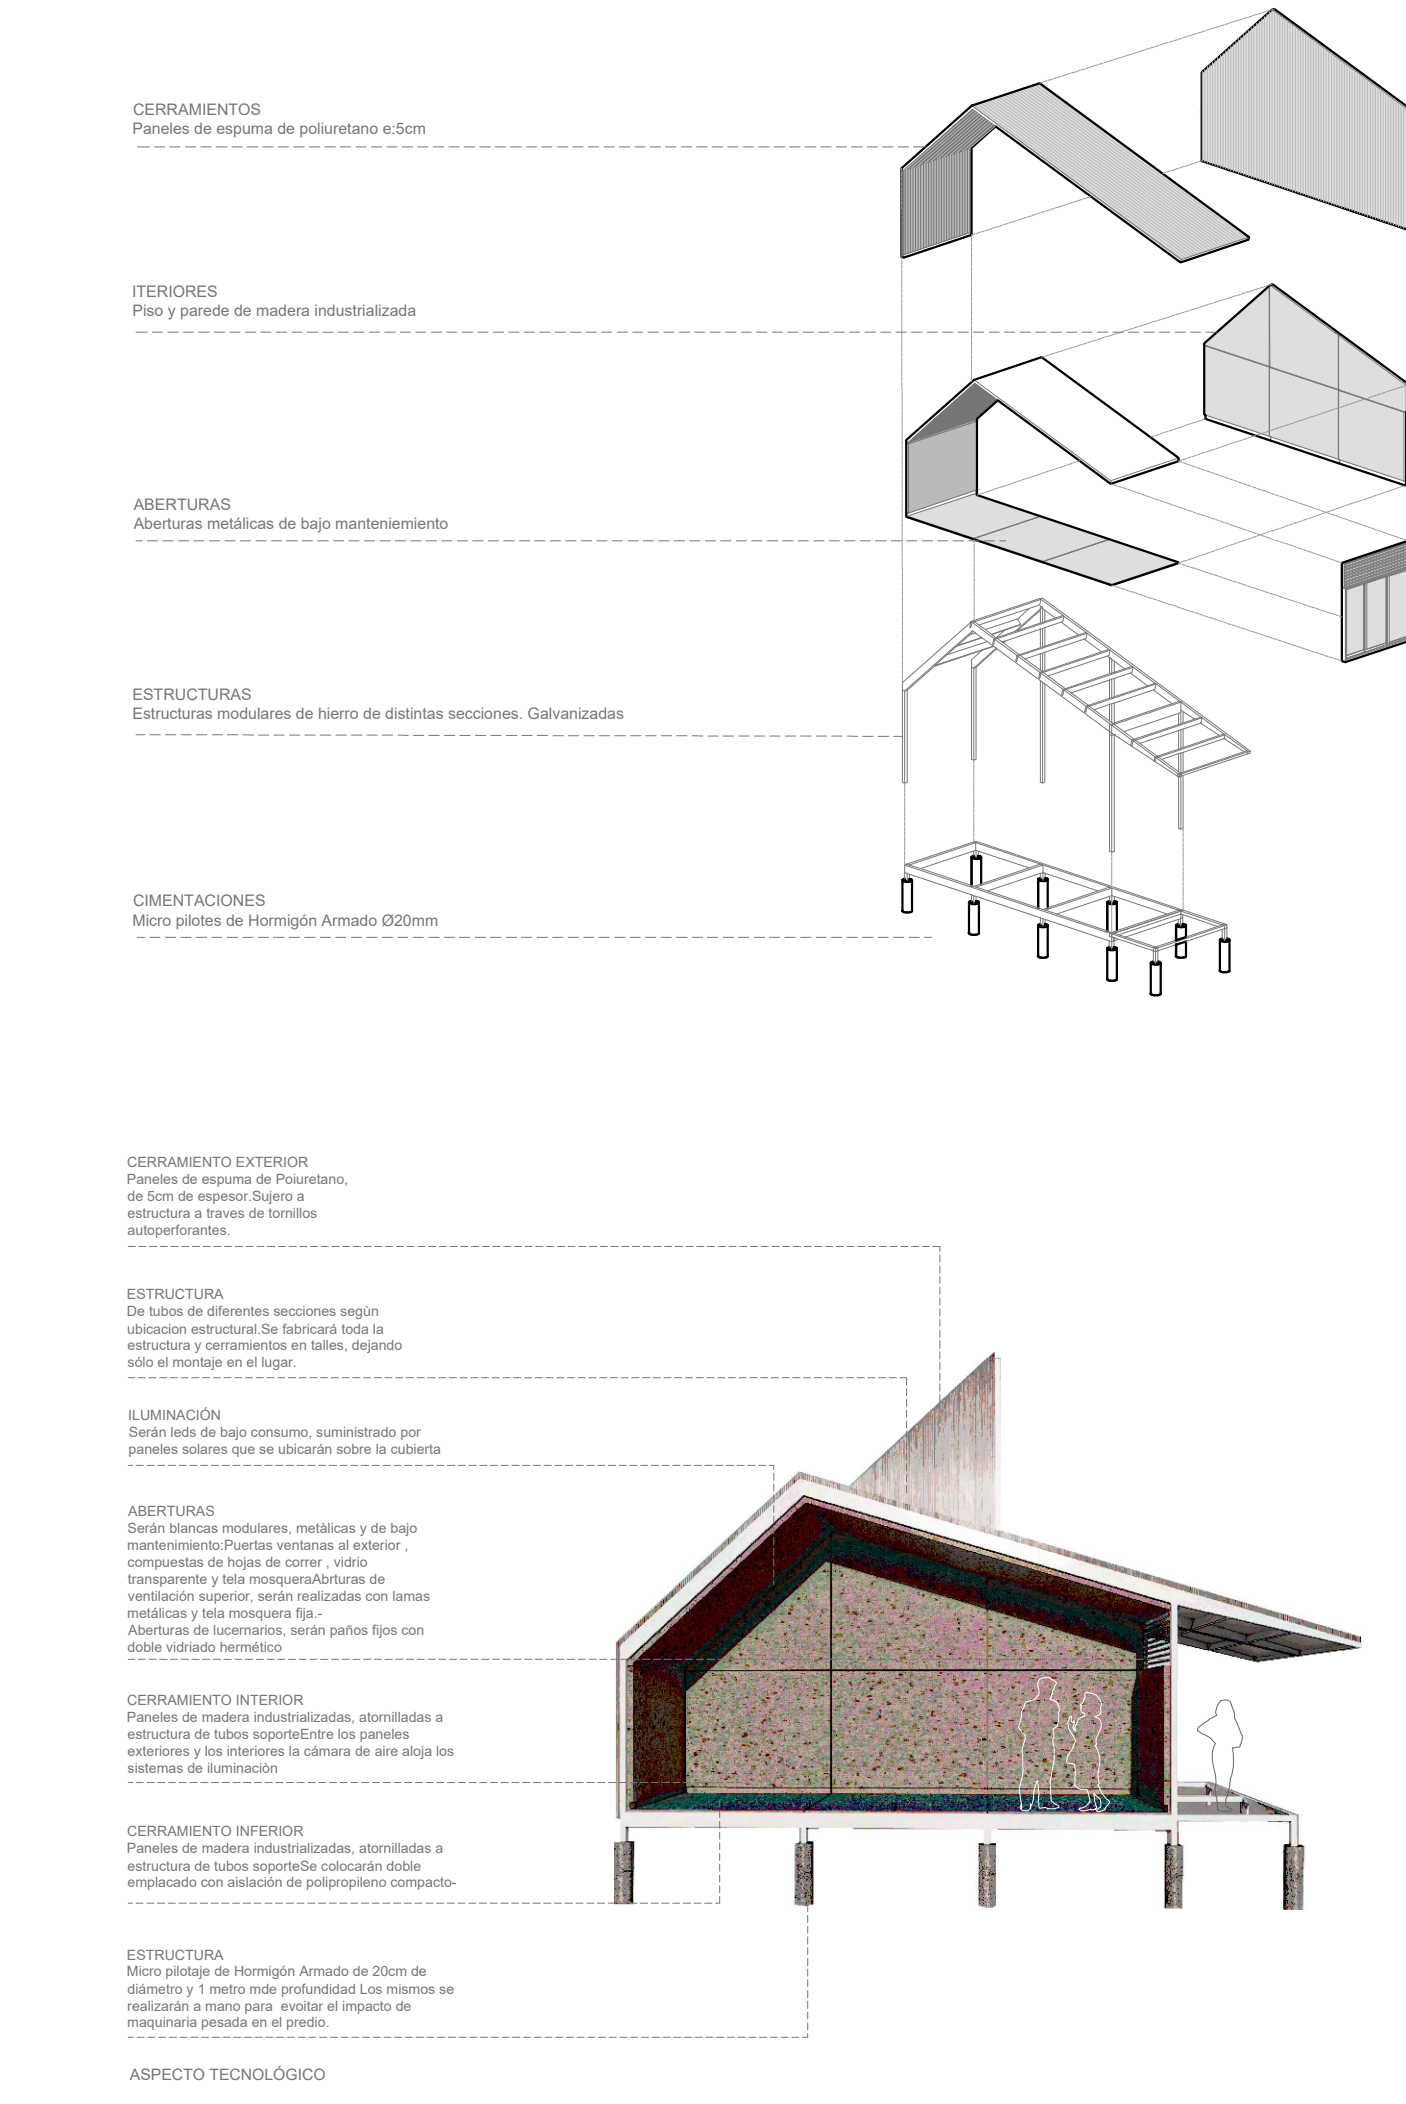 CERRAMIENTOS
Paneles de espuma de poliuretano e:5cm
ITERIORES
Piso y parede de madera industrializada
ABERTURAS
Aberturas metálicas de bajo manteniemiento
ESTRUCTURAS
Estructuras modulares de hierro de distintas secciones. Galvanizadas
CIMENTACIONES
Micro pilotes de Hormigón Armado Ø20mm
CERRAMIENTO EXTERIOR
Paneles de espuma de Poiuretano,
de 5cm de espesor.Sujero a
estructura a traves de tornillos
autoperforantes.
ESTRUCTURA
De tubos de diferentes secciones segùn
ubicacion estructural.Se fabricará toda la
estructura y cerramientos en talles, dejando
sólo el montaje en el lugar.
ILUMINACIÓN
Serán leds de bajo consumo, suministrado por
paneles solares que se ubicarán sobre la cubierta
ABERTURAS
Serán blancas modulares, metàlicas y de bajo
mantenimiento:Puertas ventanas al exterior ,
compuestas de hojas de correr , vidrio
transparente y tela mosqueraAbrturas de
ventilación superior, serán realizadas con lamas
metálicas y tela mosquera fija.-
Aberturas de lucernarios, serán paños fijos con
doble vidriado hermético
CERRAMIENTO INTERIOR
Paneles de madera industrializadas, atornilladas a
estructura de tubos soporteEntre los paneles
exteriores y los interiores la cámara de aire aloja los
sistemas de iluminaciòn
CERRAMIENTO INFERIOR
Paneles de madera industrializadas, atornilladas a
estructura de tubos soporteSe colocarán doble
emplacado con aislación de polipropileno compacto-
ESTRUCTURA
Micro pilotaje de Hormigón Armado de 20cm de
diámetro y 1 metro mde profundidad Los mismos se
realizarán a mano para  evoitar el impacto de
maquinaria pesada en el predio.
ASPECTO TECNOLÓGICO